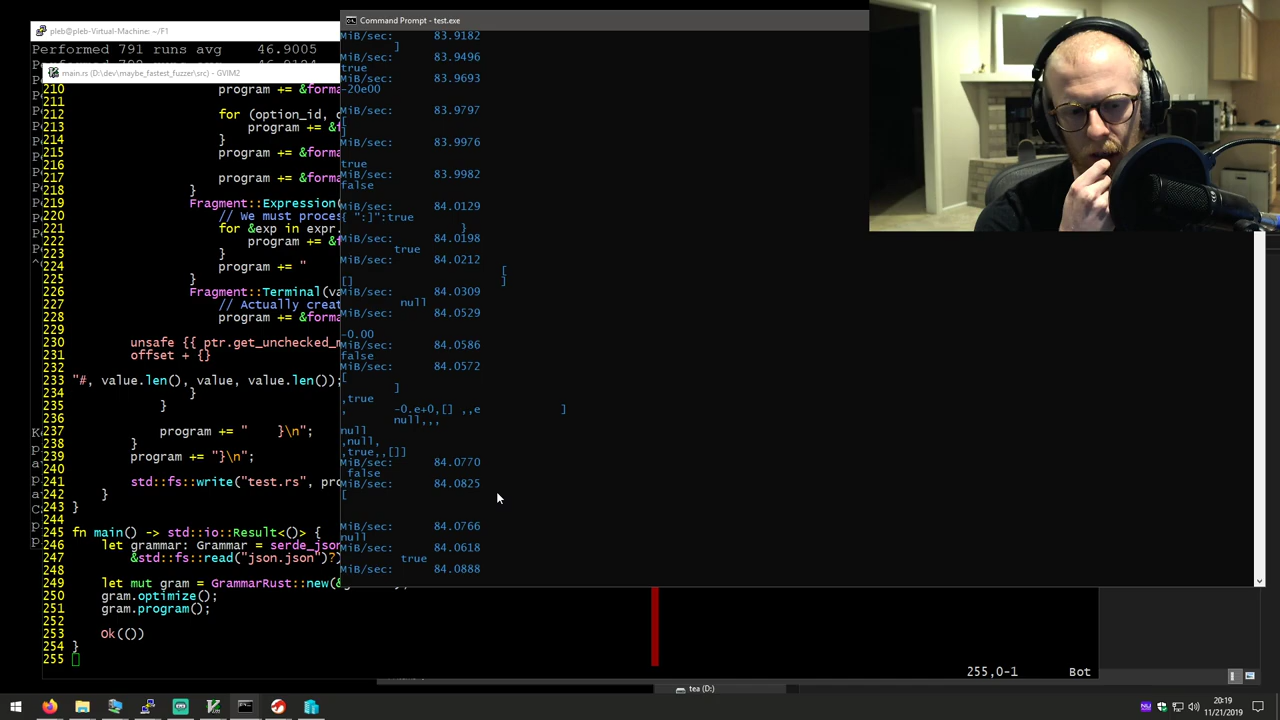 pleb@pleb-Virtual-Machine: ~/F1
Performed 791 runs avg     46.9005
main.rs (D:\dev\maybe_fastest_fuzzer\src) - GVIM2
210 program += &forma
211
212 for (option_id, c
213 program += &f
214 }
215 program += &forma
216
217 program += &forma
218 }
219 Fragment::Expression(
220 // We must proces
221 for &exp in expr.
222 program += &f
223 }
224 program += "
225 }
226 Fragment::Terminal(va
227 // Actually creat
228 program += &forma
229
230 unsafe {{ ptr.get_unchecked_m
231 offset + {}
232
233 "#, value.len(), value, value.len());
234 }
235 }
236
237 program += "    }\n";
238 }
239 program += "}\n";
240
241 std::fs::write("test.rs", pro
242 }
243 }
244
245 fn main() -> std::io::Result<()> {
246 let grammar: Grammar = serde_json
247 &std::fs::read("json.json")?)
248
249 let mut gram = GrammarRust::new(&g
250 gram.optimize();
251 gram.program();
252
253 Ok(())
254 }
255
255,0-1 Bot
Command Prompt - test.exe
MiB/sec: 83.9182
]
MiB/sec: 83.9496
true
MiB/sec: 83.9693
-20e00
MiB/sec: 83.9797
[
]
MiB/sec: 83.9976
true
MiB/sec: 83.9982
false
MiB/sec: 84.0129
{ ":]":true
}
MiB/sec: 84.0198
true
MiB/sec: 84.0212
[
[] ]
MiB/sec: 84.0309
null
MiB/sec: 84.0529
-0.00
MiB/sec: 84.0586
false
MiB/sec: 84.0572
[
]
,true
, -0.e+0,[] ,,e ]
null,,,
null
,null,
,true,,[]]
MiB/sec: 84.0770
false
MiB/sec: 84.0825
[
MiB/sec: 84.0766
null
MiB/sec: 84.0618
true
MiB/sec: 84.0888
tea (D:)
20:19
11/21/2019